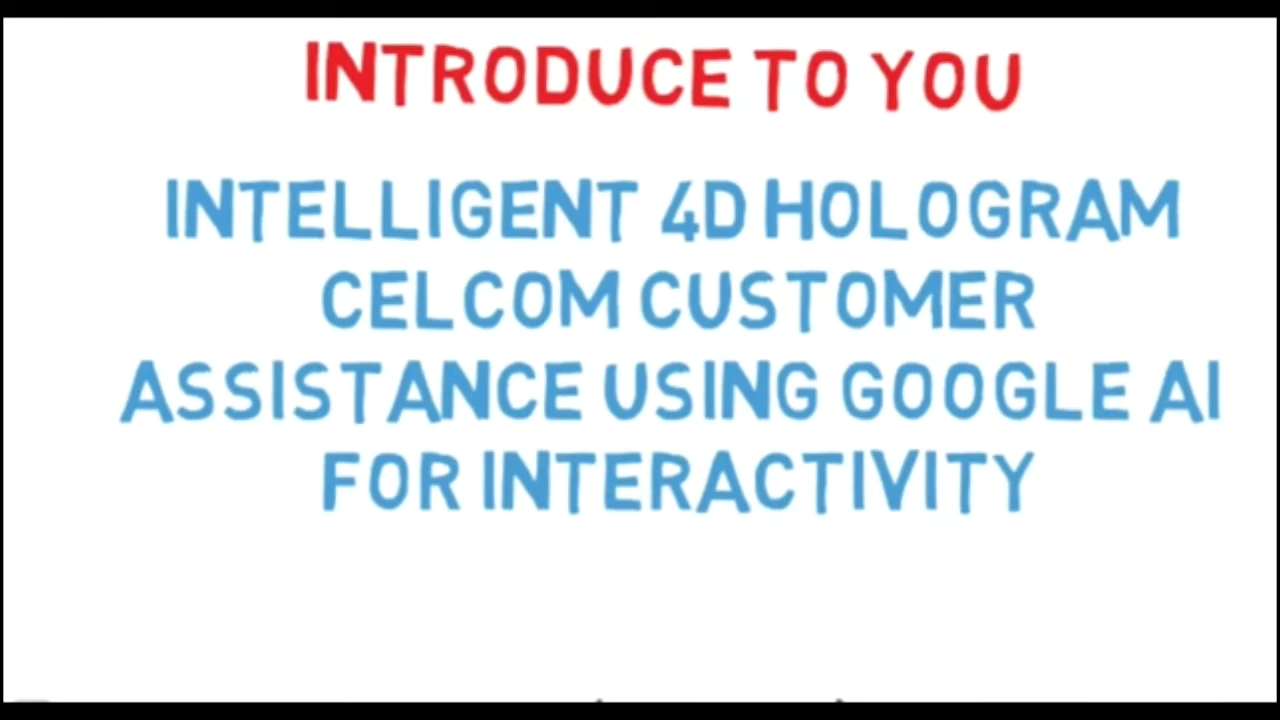 INTRODUCE TO YOU
INTELLIGENT 4D HOLOGRAM
CELCOM CUSTOMER
ASSISTANCE USING GOOGLE AI
FOR INTERACTIVITY